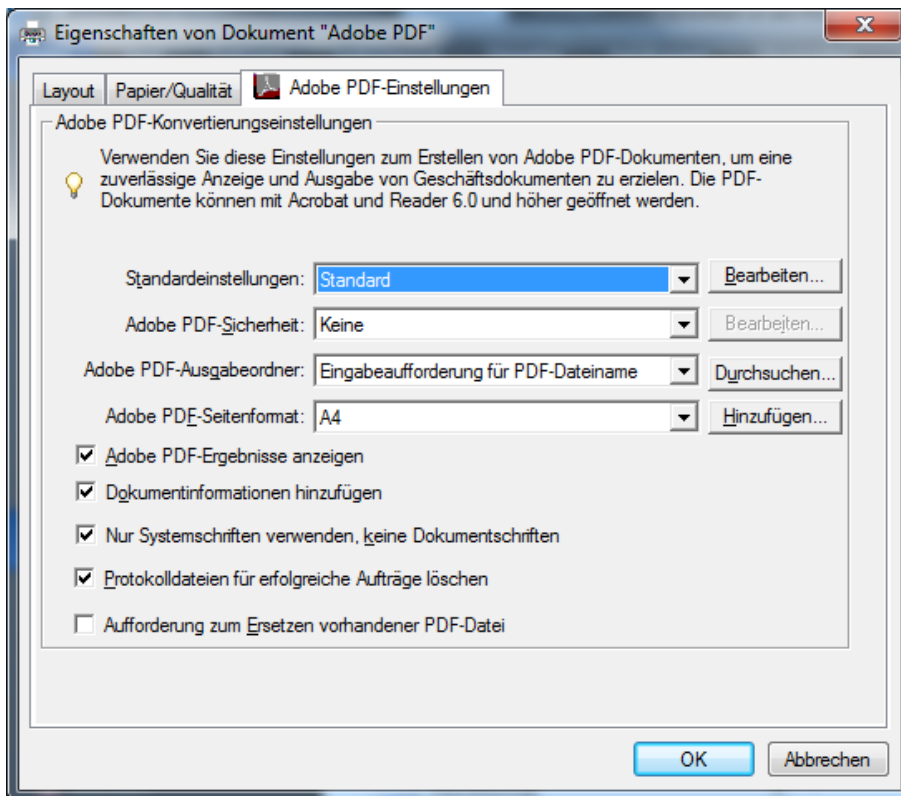 Eigenschaften von Dokument "Adobe PDF"
Layout Papier/Qualität Adobe PDF-Einstellungen
Adobe PDF-Konvertierungseinstellungen
Verwenden Sie diese Einstellungen zum Erstellen von Adobe PDF-Dokumenten, um eine
zuverlässige Anzeige und Ausgabe von Geschäftsdokumenten zu erzielen. Die PDF-
Dokumente können mit Acrobat und Reader 6.0 und höher geöffnet werden.
Standardeinstellungen: Standard Bearbeiten...
Adobe PDF-Sicherheit: Keine Bearbeiten...
Adobe PDF-Ausgabeordner: Eingabeaufforderung für PDF-Dateiname Durchsuchen...
Adobe PDF-Seitenformat: A4 Hinzufügen...
Adobe PDF-Ergebnisse anzeigen
Dokumentinformationen hinzufügen
Nur Systemschriften verwenden, keine Dokumentschriften
Protokolldateien für erfolgreiche Aufträge löschen
Aufforderung zum Ersetzen vorhandener PDF-Datei
OK Abbrechen